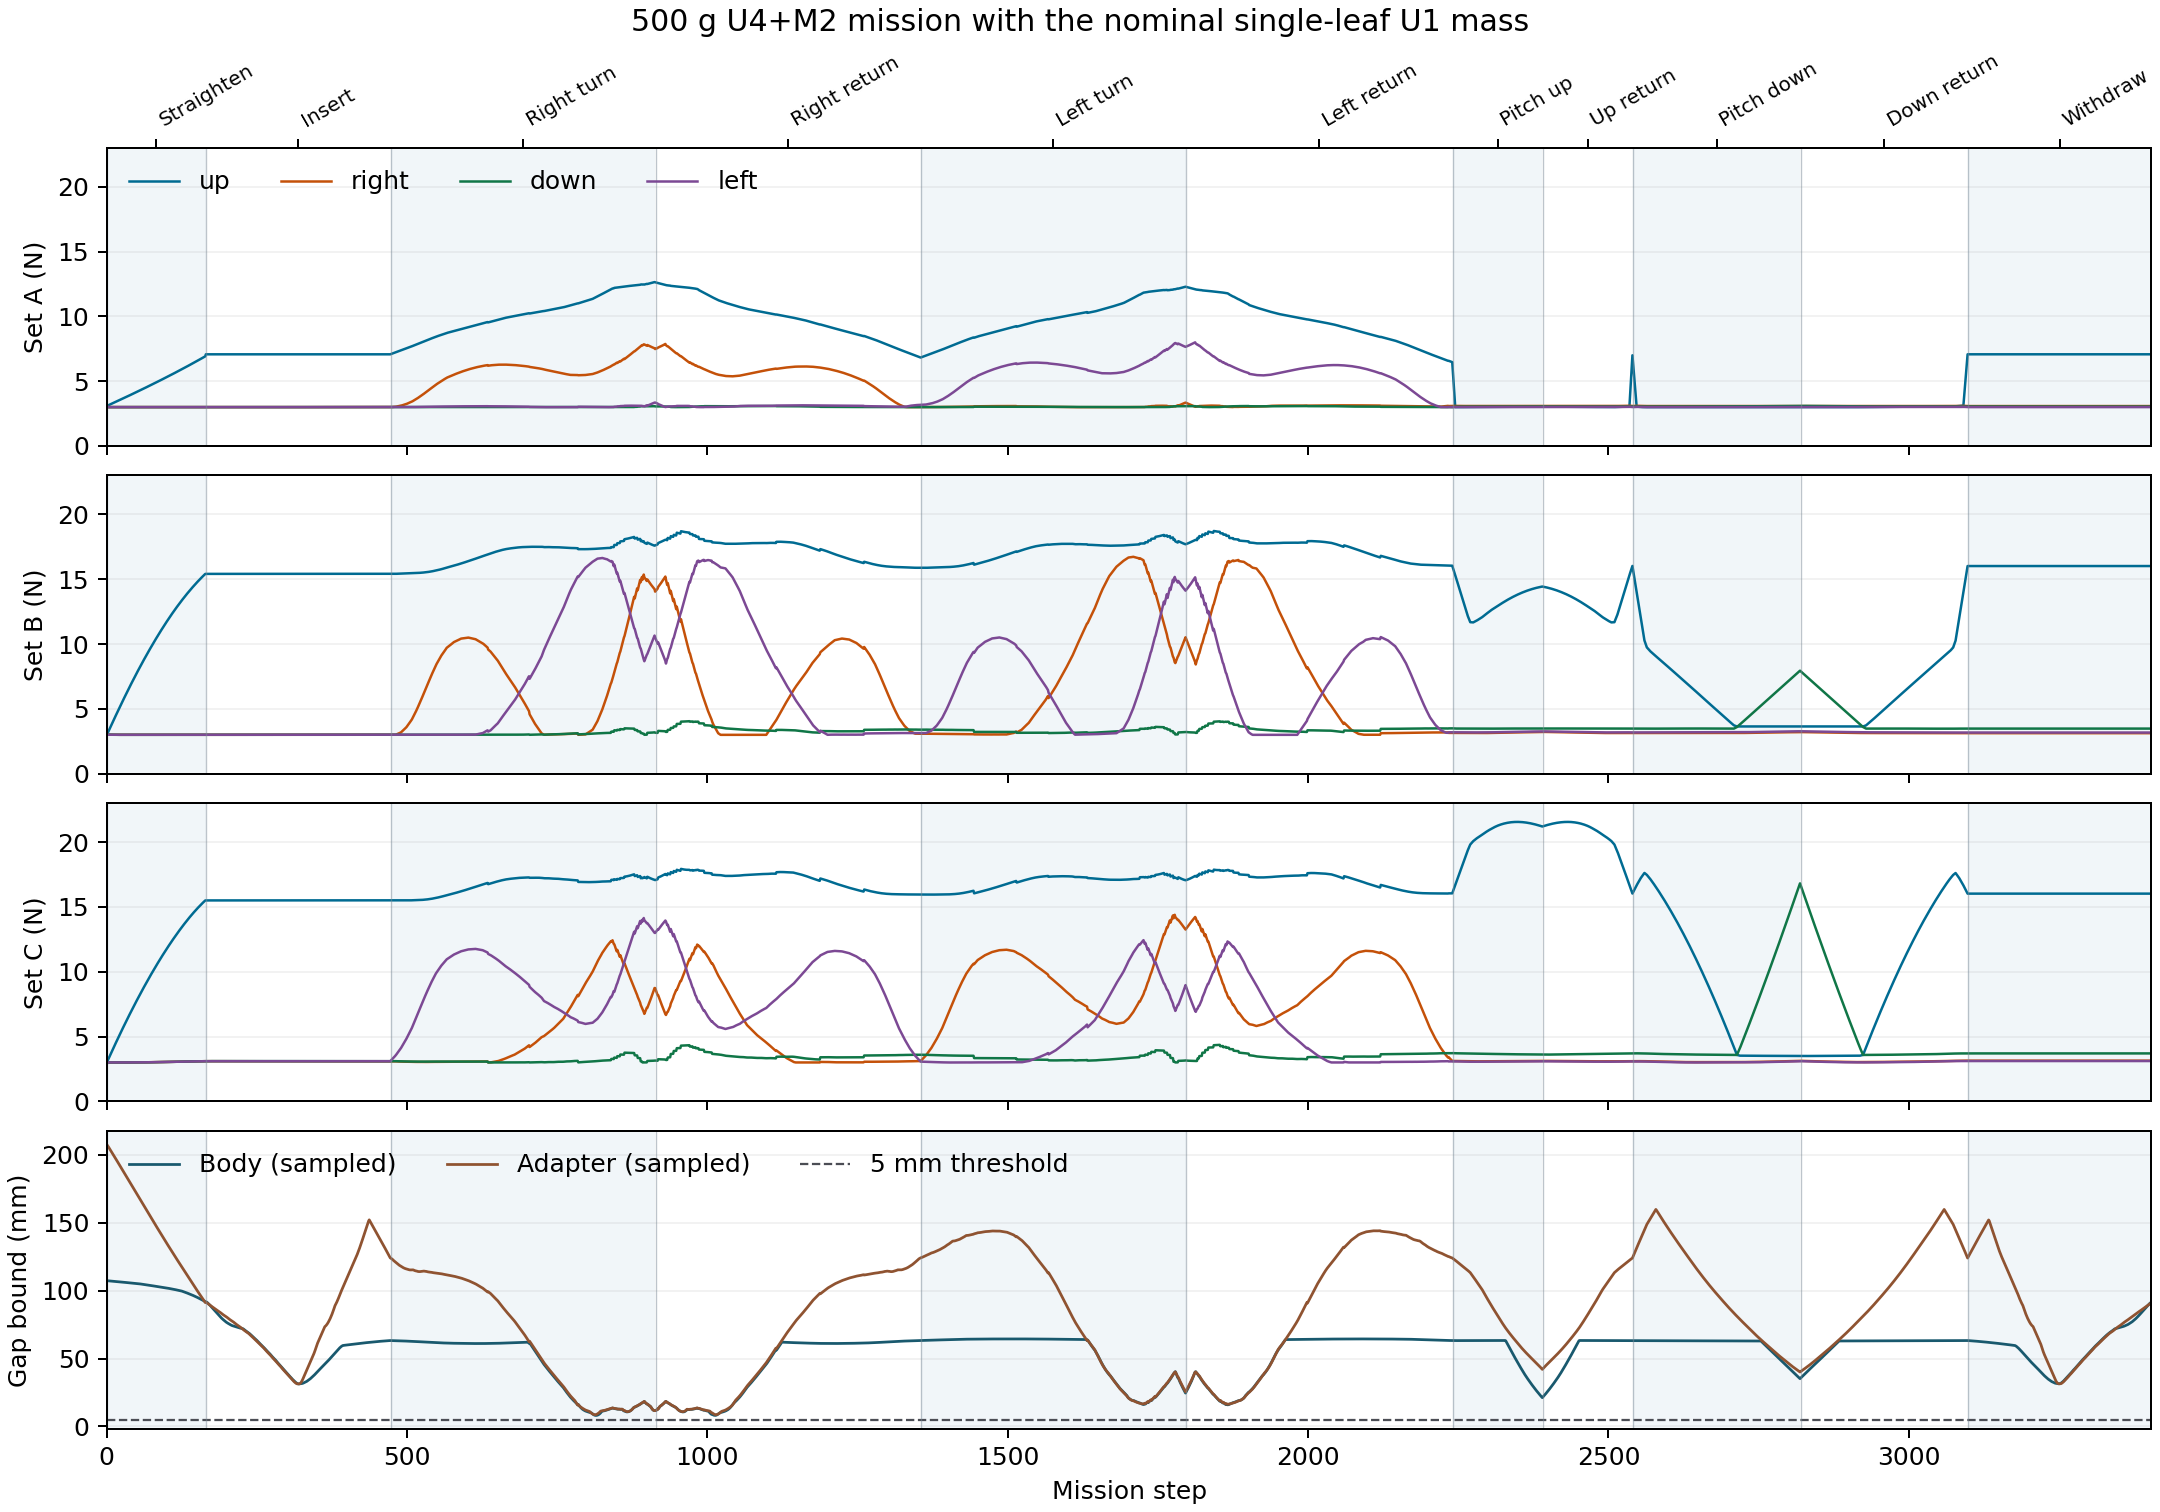 500 g U4+M2 mission with the nominal single-leaf U1 mass
Straighten
Insert
Right turn
Right return
Left turn
Left return
Pitch up
Up return
Pitch down
Down return
Withdraw
up right down left
Set A (N)
20
15
10
5
0
Set B (N)
20
15
10
5
0
Set C (N)
20
15
10
5
0
Body (sampled) Adapter (sampled) 5 mm threshold
Gap bound (mm)
200
150
100
50
0
0 500 1000 1500 2000 2500 3000
Mission step